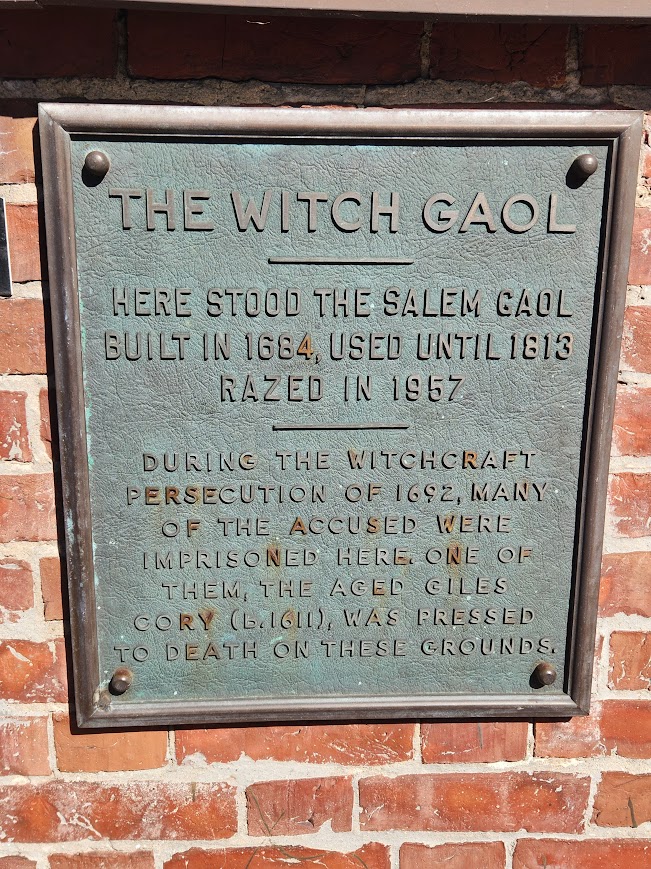 THE WITCH GAOL
HERE STOOD THE SALEM GAOL
BUILT IN 1684, USED UNTIL 1813
RAZED IN 1957
DURING THE WITCHCRAFT
PERSECUTION OF 1692, MANY
OF THE ACCUSED WERE
IMPRISONED HERE. ONE OF
THEM, THE AGED GILES
CORY (b.1611), WAS PRESSED
TO DEATH ON THESE GROUNDS.